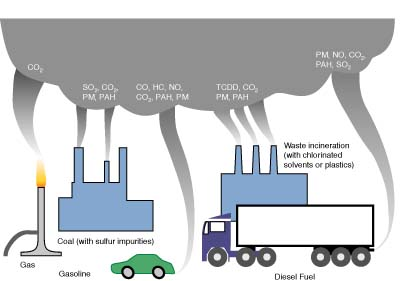 CO₂
SO₂, CO₂,
PM, PAH
CO, HC, NO,
CO₂, PAH, PM
TCDD, CO₂
PM, PAH
PM, NO, CO₂,
PAH, SO₂
Waste incineration
(with chlorinated
solvents or plastics)
Coal (with sulfur impurities)
Gas
Gasoline
Diesel Fuel